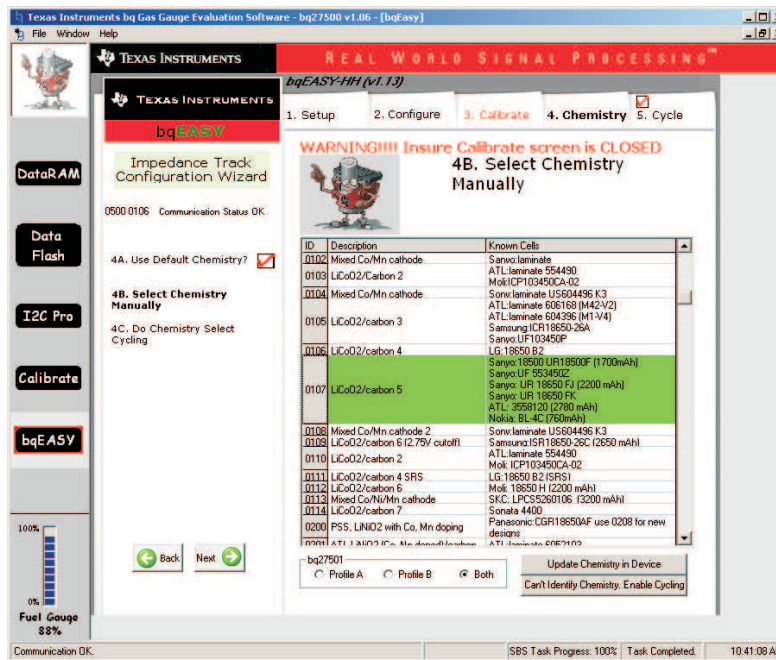 Texas Instruments bq Gas Gauge Evaluation Software - bq27500 v1.06 - [bqEasy]
File Window Help
TEXAS INSTRUMENTS
REAL WORLD SIGNAL PROCESSING™
bqEASY-HH (v1.13)
TEXAS INSTRUMENTS
bqEASY
1. Setup
2. Configure
3. Calibrate
4. Chemistry
5. Cycle
WARNING!!!! Insure Calibrate screen is CLOSED
4B. Select Chemistry
Manually
Impedance Track
Configuration Wizard
0500 0106 Communication Status OK
4A. Use Default Chemistry?
4B. Select Chemistry
Manually
4C. Do Chemistry Select
Cycling
Back
Next
DataRAM
Data
Flash
I2C Pro
Calibrate
bqEASY
100%
0%
Fuel Gauge
88%
ID Description Known Cells
0102 Mixed Co/Mn cathode Sanyo:laminate
0103 LiCoO2/Carbon 2 ATL:laminate 554490
Moli:ICP103450CA-02
0104 Mixed Co/Mn cathode Sony:laminate US604496 K3
0105 LiCoO2/carbon 3 ATL:laminate 606168 (M42-V2)
ATL:laminate 604396 (M1-V4)
Samsung:ICR18650-26A
Sanyo:UF103450P
0106 LiCoO2/carbon 4 LG:18650 B2
0107 LiCoO2/carbon 5 Sanyo:18500 UR18500F (1700mAh)
Sanyo:UF 553450Z
Sanyo: UR 18650 FJ (2200 mAh)
Sanyo: UR 18650 FK
ATL: 3558120 (2780 mAh)
Nokia: BL-4C (760mAh)
0108 Mixed Co/Mn cathode 2 Sony:laminate US604496 K3
0109 LiCoO2/carbon 6 (2.75V cutoff) Samsung:ISR18650-26C (2650 mAh)
0110 LiCoO2/carbon 2 ATL:laminate 554490
Moli: ICP103450CA-02
0111 LiCoO2/carbon 4 SRS LG:18650 B2 (SRS)
0112 LiCoO2/carbon 6 Moli: 18650 H (2200 mAh)
0113 Mixed Co/Ni/Mn cathode SKC: LPCS5260106 (3200 mAh)
0114 LiCoO2/carbon 7 Sonata 4400
0200 PSS, LiNiO2 with Co, Mn doping Panasonic:CGR18650AF use 0208 for new
designs
0201
bq27501
Profile A
Profile B
Both
Update Chemistry in Device
Can't Identify Chemistry. Enable Cycling
Communication OK.
SBS Task Progress: 100%
Task Completed.
10:41:08 A